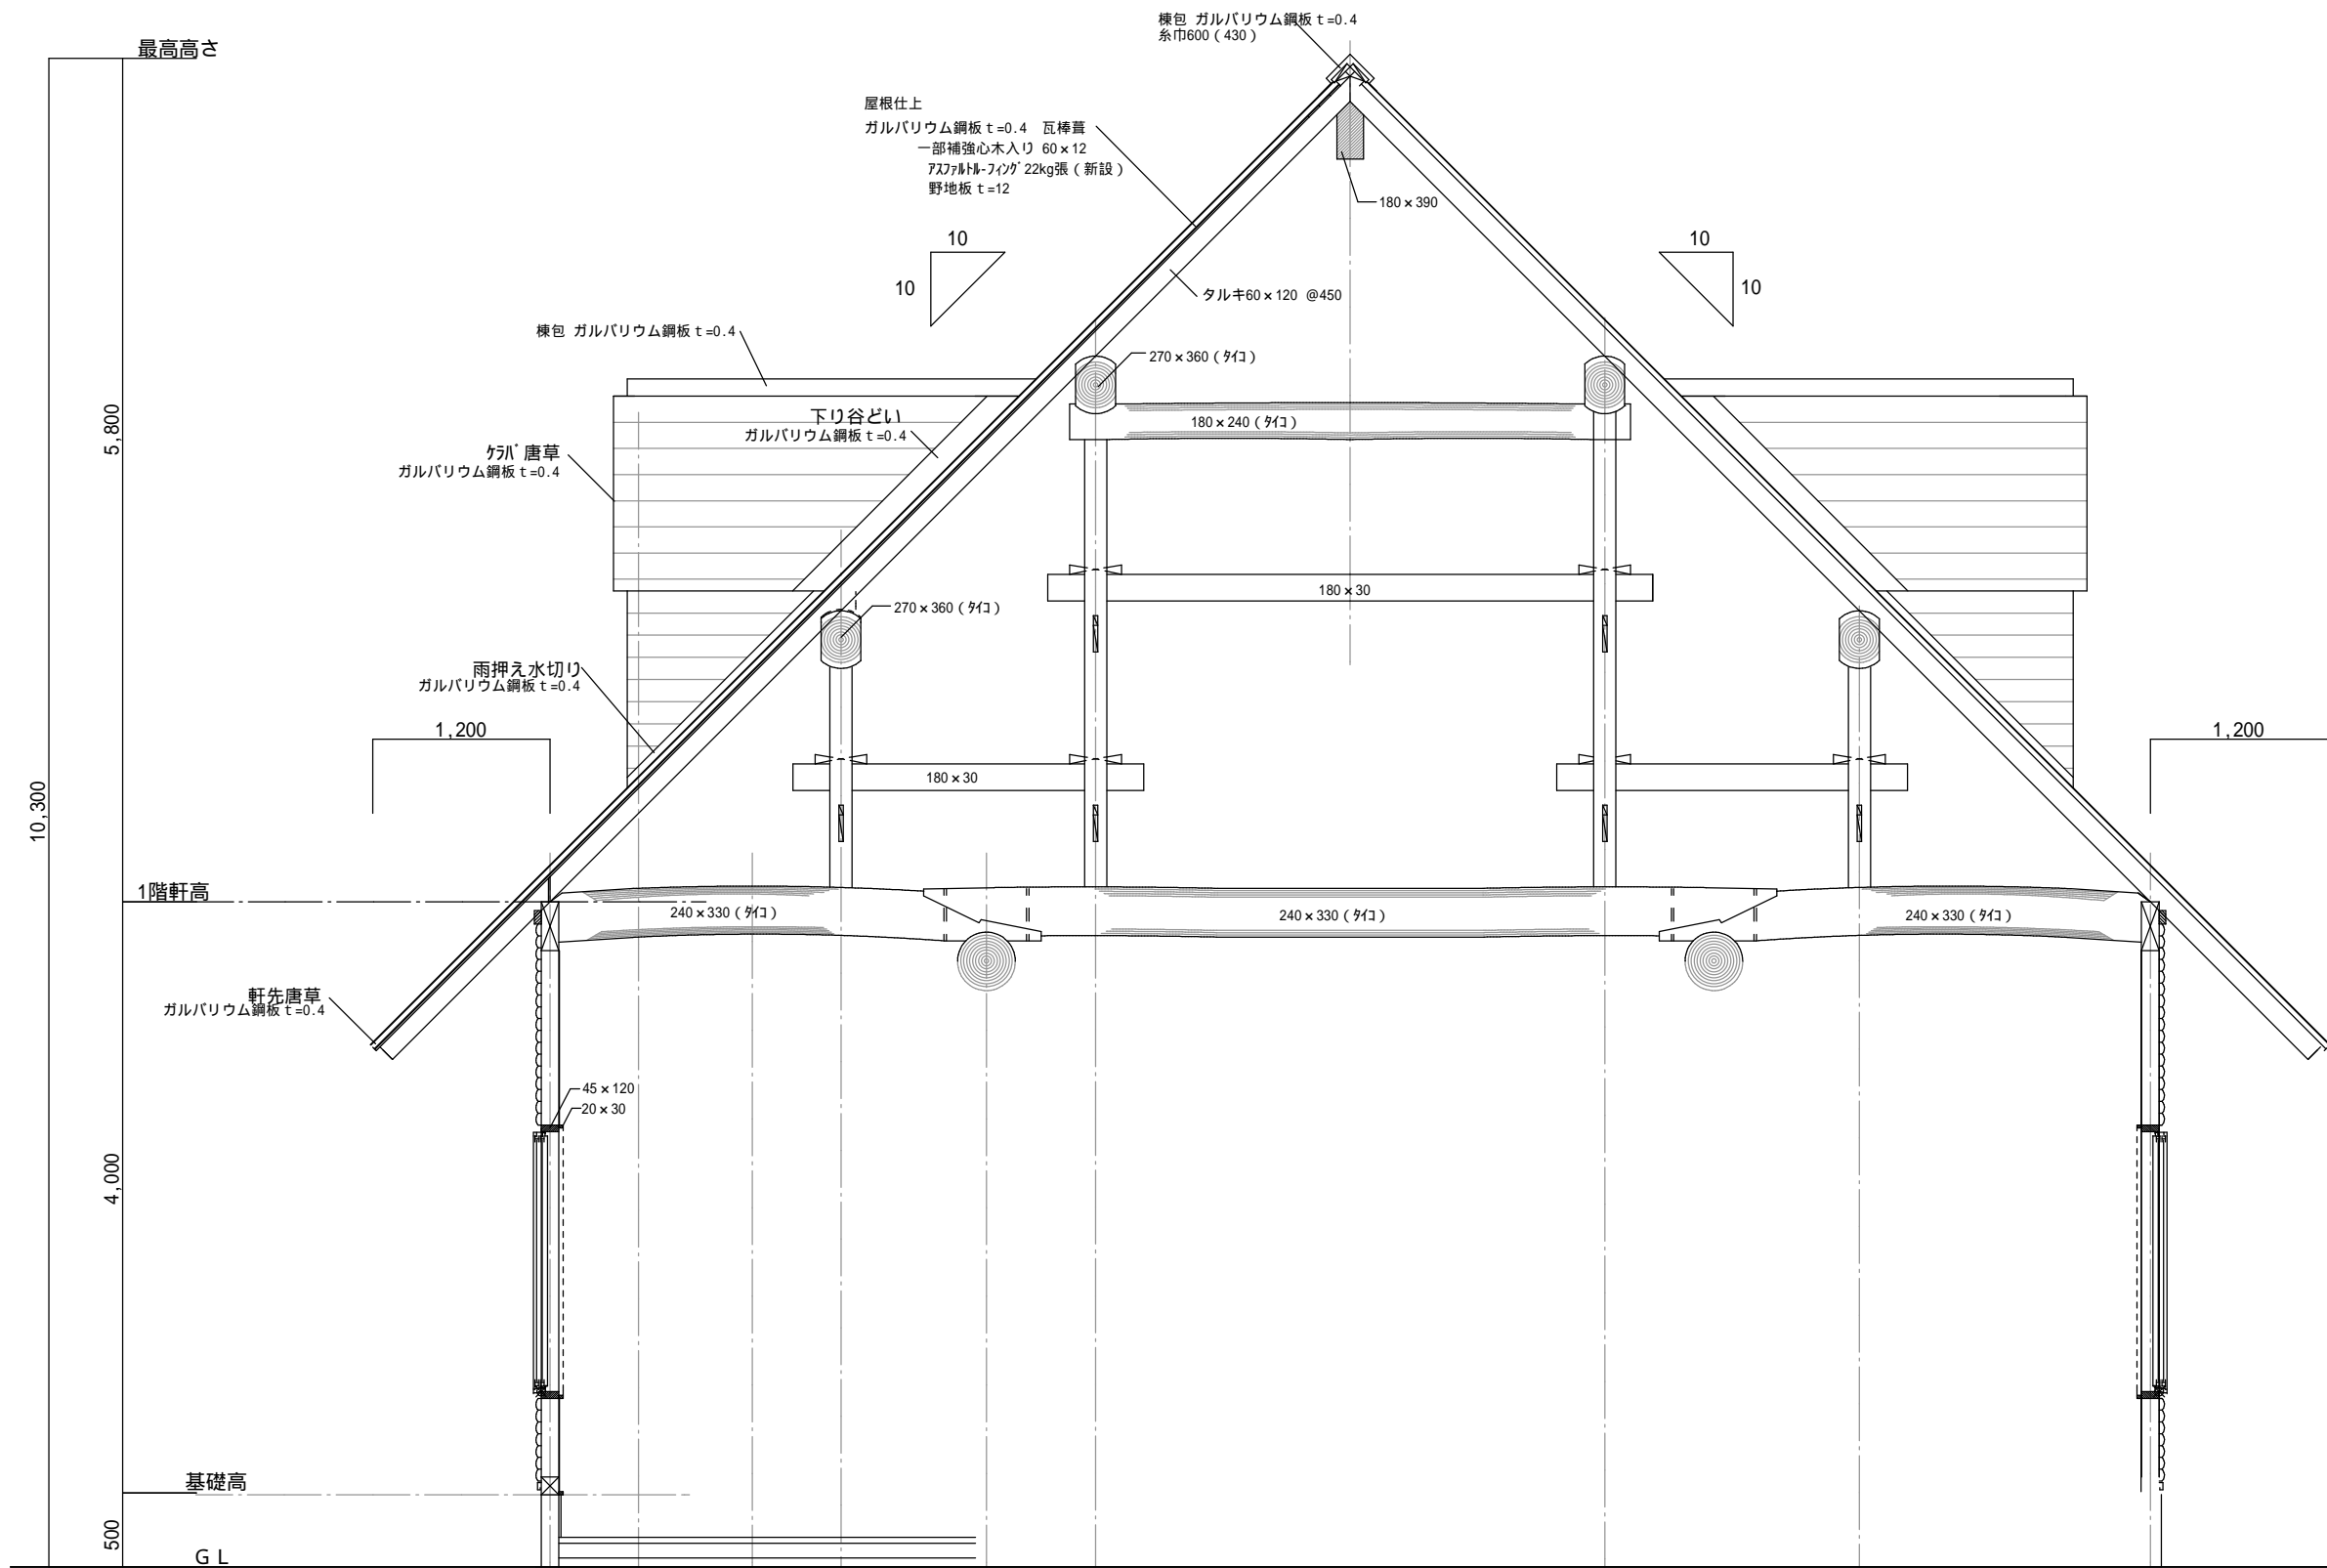 棟包 ガルバリウム鋼板ｔ=0.4
糸巾600（430）
最高高さ
屋根仕上
ガルバリウム鋼板ｔ=0.4 瓦棒葺
一部補強心木入り 60×12
ｱｽﾌｧﾙﾄﾙｰﾌｨﾝｸﾞ22kg張（新設）
野地板ｔ=12
180×390
10
10
10
10
タルキ60×120 @450
棟包 ガルバリウム鋼板ｔ=0.4
270×360（ﾀｲｺ）
下り谷どい
ガルバリウム鋼板ｔ=0.4
180×240（ﾀｲｺ）
5,800
ｹﾗﾊﾞ唐草
ガルバリウム鋼板ｔ=0.4
180×30
270×360（ﾀｲｺ）
雨押え水切り
ガルバリウム鋼板ｔ=0.4
1,200
1,200
180×30
10,300
1階軒高
240×330（ﾀｲｺ）
240×330（ﾀｲｺ）
240×330（ﾀｲｺ）
軒先唐草
ガルバリウム鋼板ｔ=0.4
45×120
20×30
4,000
基礎高
500
ＧＬ